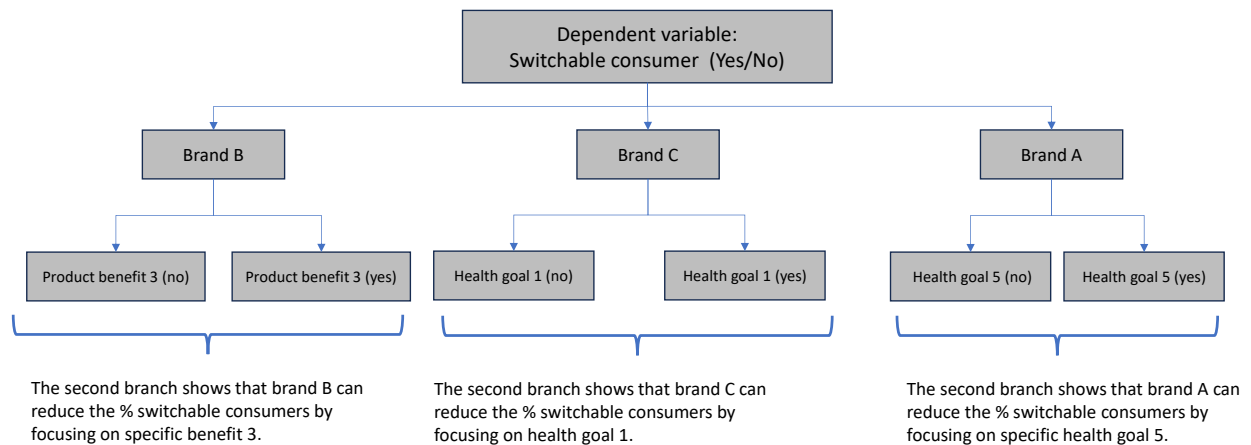 Dependent variable:
Switchable consumer (Yes/No)
Brand B
Brand C
Brand A
Product benefit 3 (no)
Product benefit 3 (yes)
Health goal 1 (no)
Health goal 1 (yes)
Health goal 5 (no)
Health goal 5 (yes)
The second branch shows that brand B can
reduce the % switchable consumers by
focusing on specific benefit 3.
The second branch shows that brand C can
reduce the % switchable consumers by
focusing on health goal 1.
The second branch shows that brand A can
reduce the % switchable consumers by
focusing on specific health goal 5.